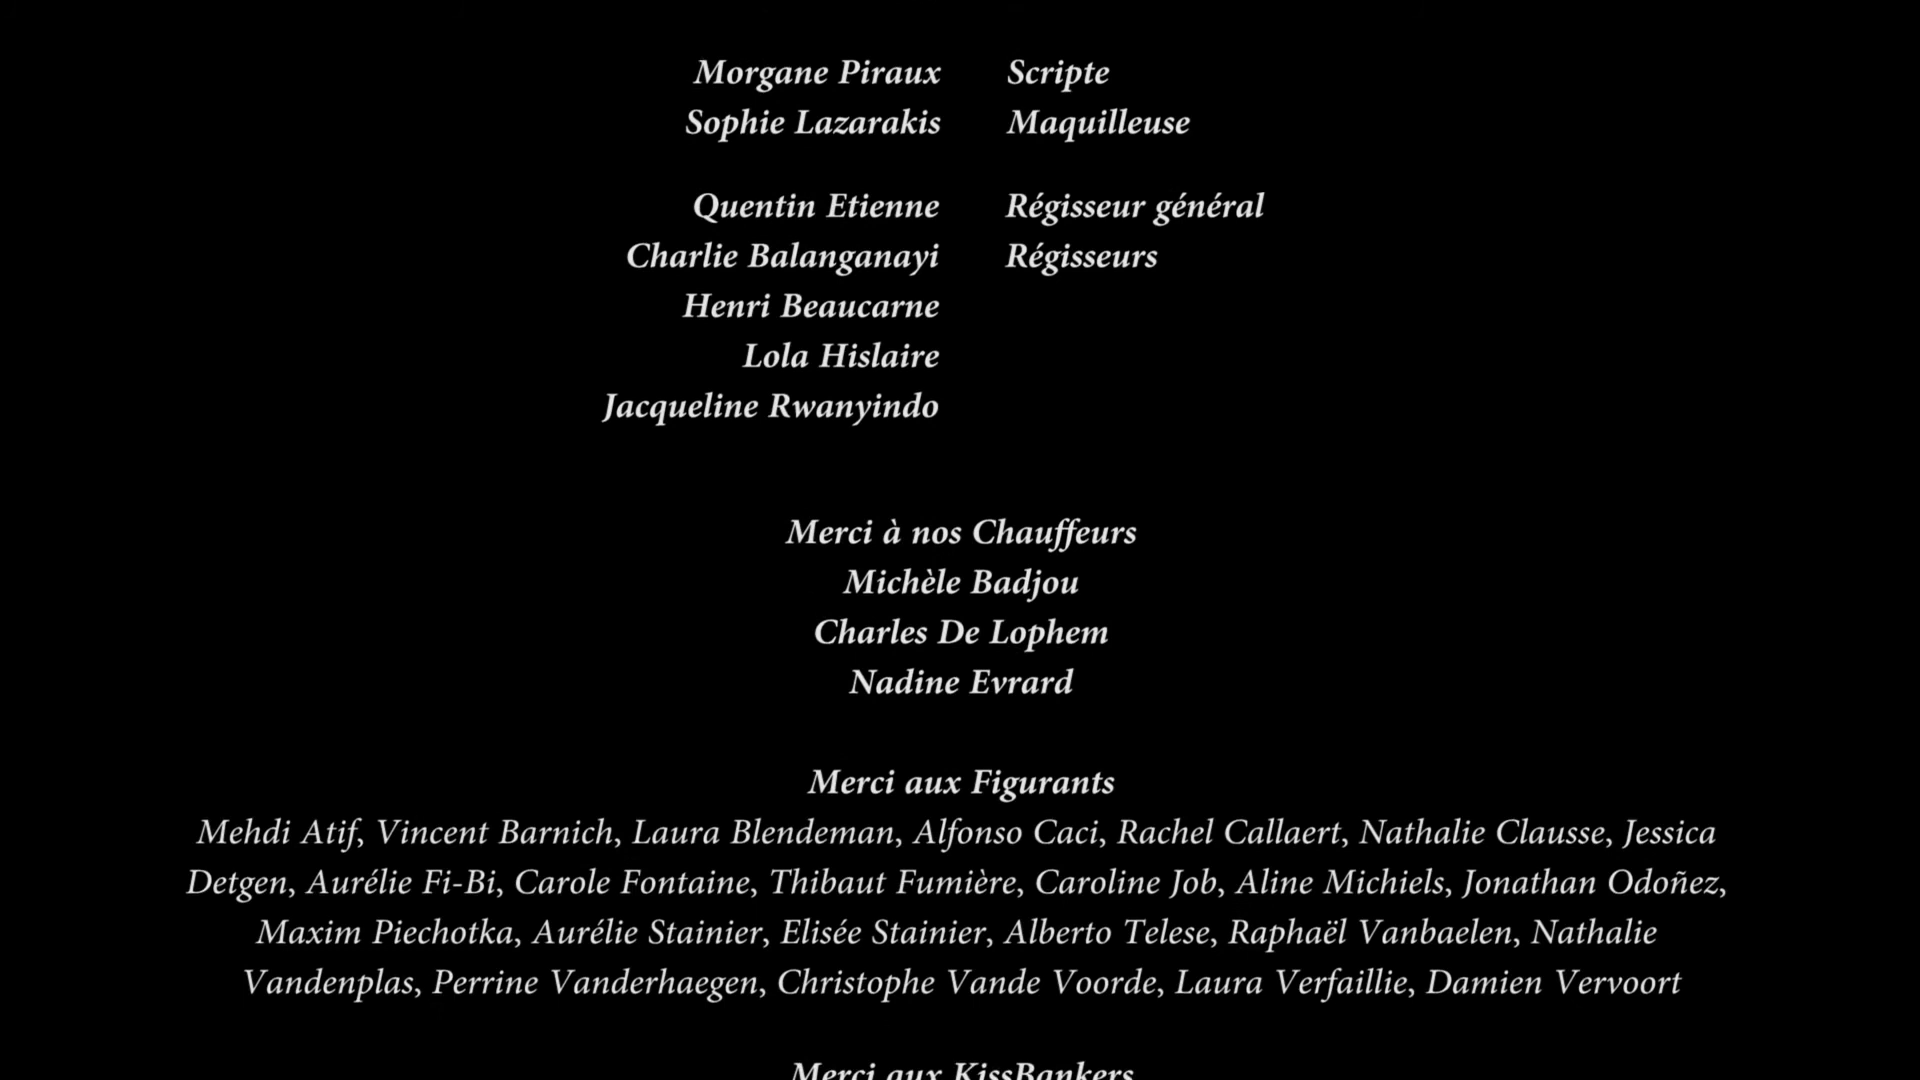 Morgane Piraux Scripte
Sophie Lazarakis Maquilleuse
Quentin Etienne Régisseur général
Charlie Balanganayi Régisseurs
Henri Beaucarne
Lola Hislaire
Jacqueline Rwanyindo
Merci à nos Chauffeurs
Michèle Badjou
Charles De Lophem
Nadine Evrard
Merci aux Figurants
Mehdi Atif, Vincent Barnich, Laura Blendeman, Alfonso Caci, Rachel Callaert, Nathalie Clausse, Jessica
Detgen, Aurélie Fi-Bi, Carole Fontaine, Thibaut Fumière, Caroline Job, Aline Michiels, Jonathan Odoñez,
Maxim Piechotka, Aurélie Stainier, Elisée Stainier, Alberto Telese, Raphaël Vanbaelen, Nathalie
Vandenplas, Perrine Vanderhaegen, Christophe Vande Voorde, Laura Verfaillie, Damien Vervoort
Merci aux KissBankers